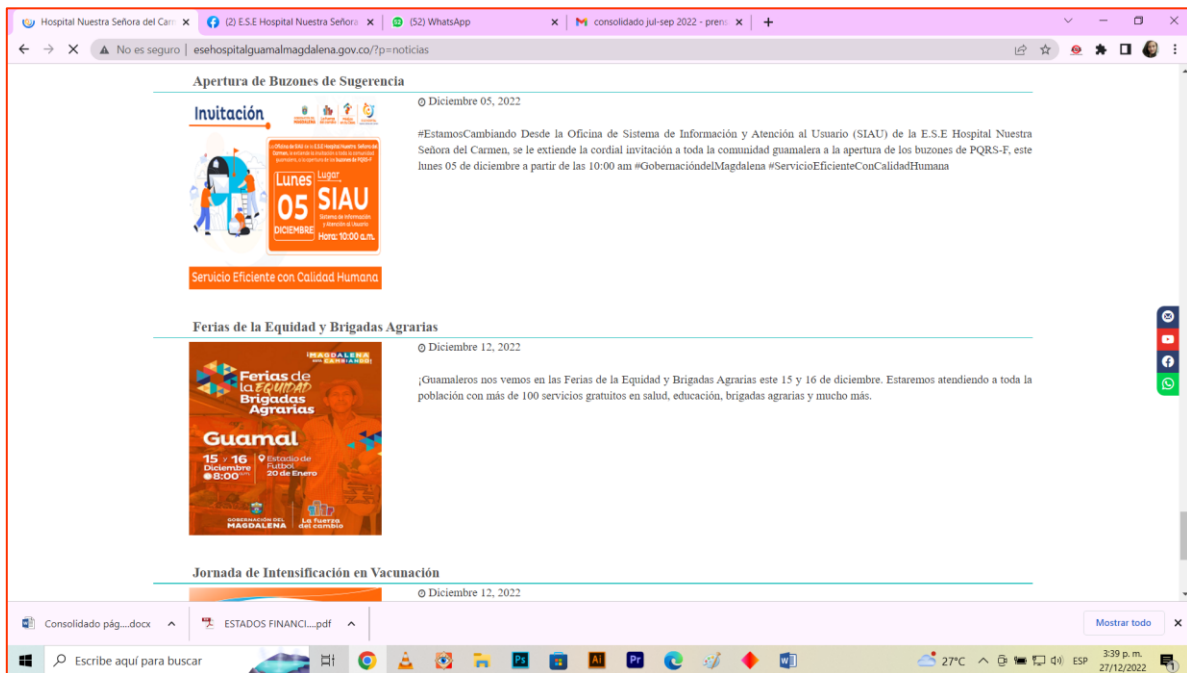 Hospital Nuestra Señora del Carm
(2) E.S.E Hospital Nuestra Señora
(52) WhatsApp
consolidado jul-sep 2022 - prens
No es seguro
esehospitalguamalmagdalena.gov.co/?p=noticias
Apertura de Buzones de Sugerencia
Invitación
Lunes
05
DICIEMBRE
Lugar
SIAU
Sistema de Información
y Atención al Usuario
Hora: 10:00 a.m.
Servicio Eficiente con Calidad Humana
Diciembre 05, 2022
#EstamosCambiando Desde la Oficina de Sistema de Información y Atención al Usuario (SIAU) de la E.S.E Hospital Nuestra
Señora del Carmen, se le extiende la cordial invitación a toda la comunidad guamalera a la apertura de los buzones de PQRS-F, este
lunes 05 de diciembre a partir de las 10:00 am #GobernacióndelMagdalena #ServicioEficienteConCalidadHumana
Ferias de la Equidad y Brigadas Agrarias
Ferias de
la EQUIDAD
Brigadas
Agrarias
Guamal
15 y 16
Diciembre
8:00
Estadio de
Futbol
20 de Enero
GOBERNACIÓN DEL
MAGDALENA
La fuerza
del cambio
Diciembre 12, 2022
¡Guamaleros nos vemos en las Ferias de la Equidad y Brigadas Agrarias este 15 y 16 de diciembre. Estaremos atendiendo a toda la
población con más de 100 servicios gratuitos en salud, educación, brigadas agrarias y mucho más.
Jornada de Intensificación en Vacunación
Diciembre 12, 2022
Consolidado pág....docx
ESTADOS FINANCI....pdf
Mostrar todo
Escribe aquí para buscar
Ps
Ai
Pr
27°C
ESP
3:39 p. m.
27/12/2022